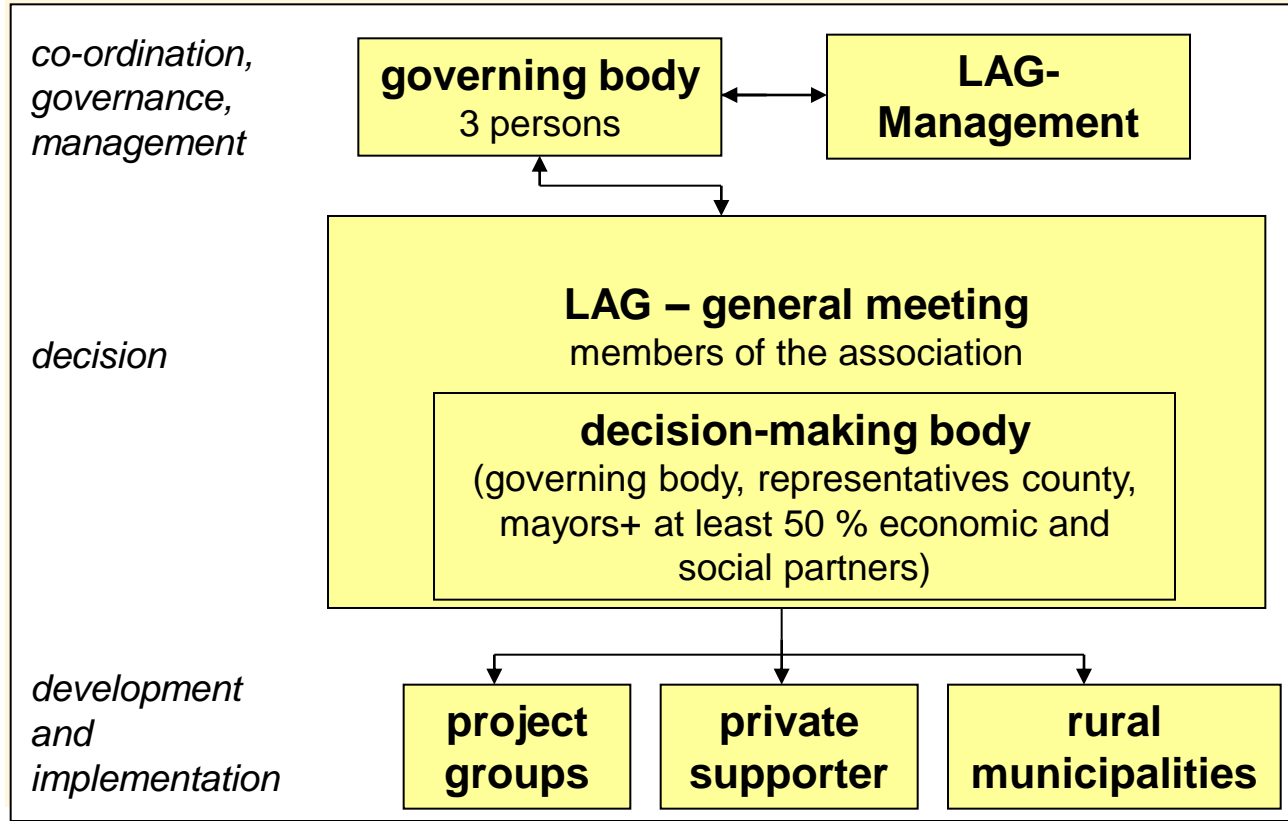 co-ordination,
governance,
management
governing body
3 persons
LAG-
Management
decision
LAG – general meeting
members of the association
decision-making body
(governing body, representatives county,
mayors+ at least 50 % economic and
social partners)
development
and
implementation
project
groups
private
supporter
rural
municipalities